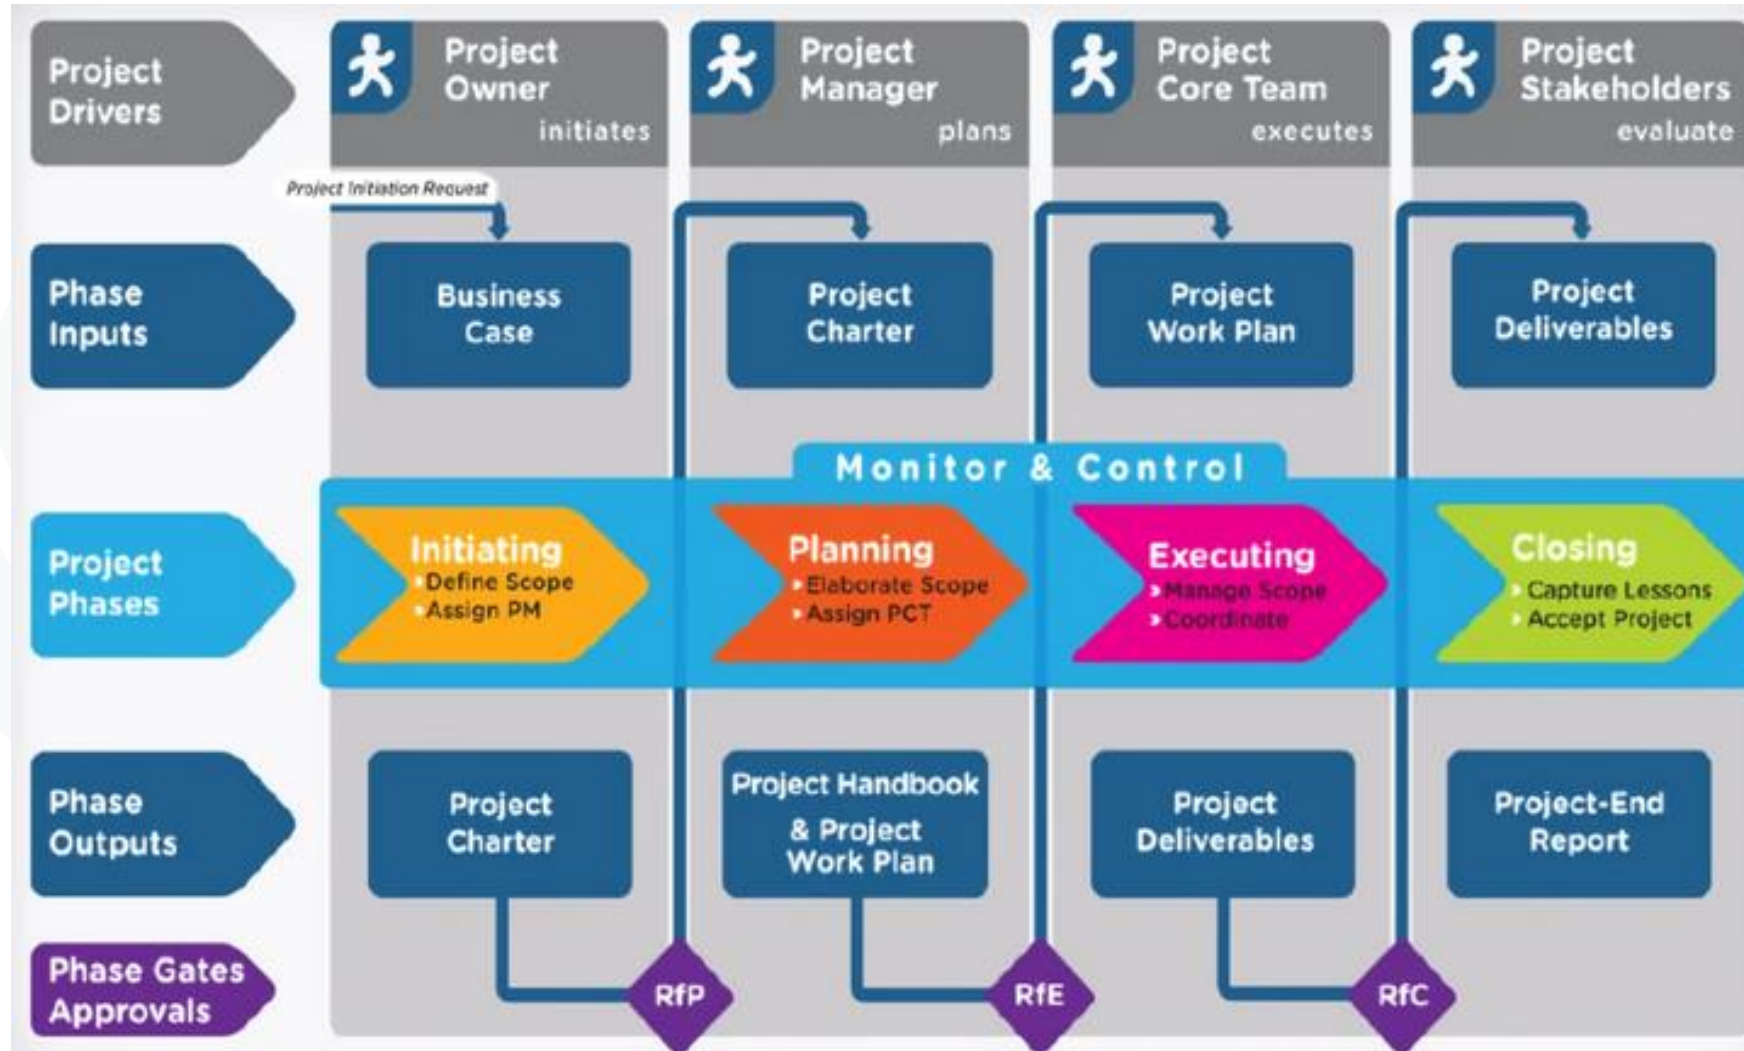 Project
Drivers
Project
Owner
initiates
Project
Manager
plans
Project
Core Team
executes
Project
Stakeholders
evaluate
Project Initiation Request
Phase
Inputs
Business
Case
Project
Charter
Project
Work Plan
Project
Deliverables
Monitor & Control
Project
Phases
Initiating
Define Scope
Assign PM
Planning
Elaborate Scope
Assign PCT
Executing
Manage Scope
Coordinate
Closing
Capture Lessons
Accept Project
Phase
Outputs
Project
Charter
Project Handbook
& Project
Work Plan
Project
Deliverables
Project-End
Report
Phase Gates
Approvals
RfP
RfE
RfC